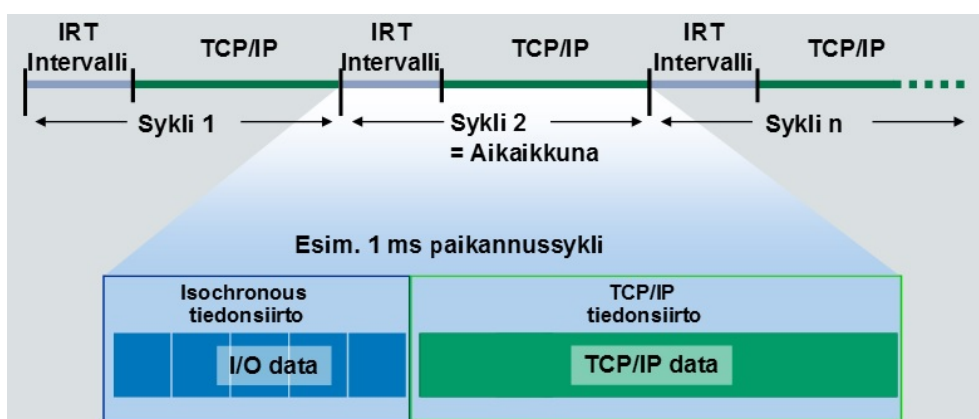 IRT
Intervalli
TCP/IP
IRT
Intervalli
TCP/IP
IRT
Intervalli
TCP/IP
Sykli 1
Sykli 2
= Aikaikkuna
Sykli n
Esim. 1 ms paikannussykli
Isochronous
tiedonsiirto
TCP/IP
tiedonsiirto
I/O data
TCP/IP data